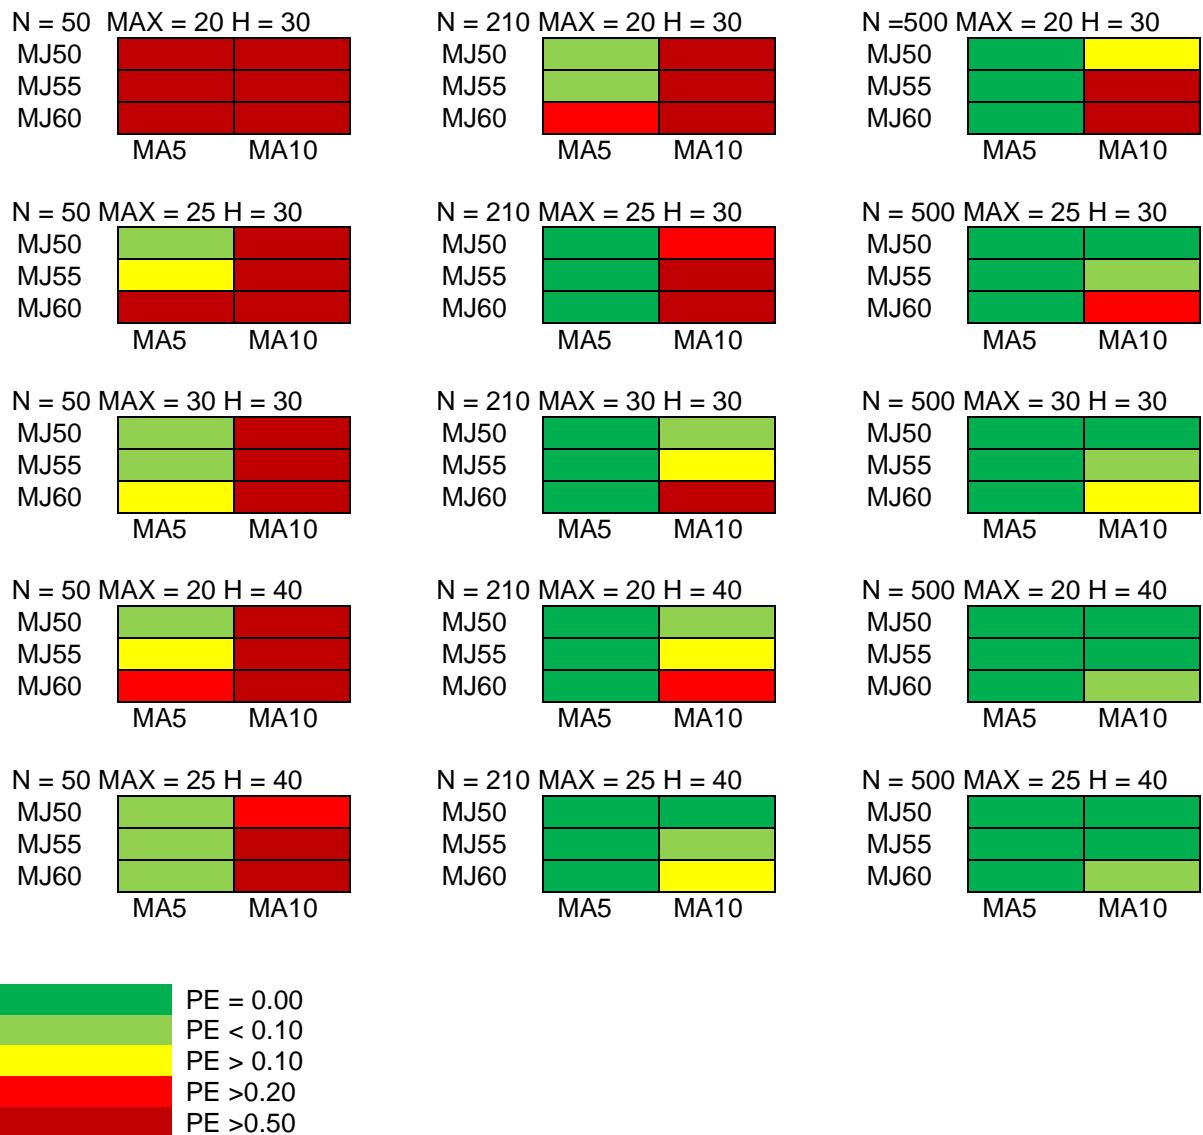 N = 50 MAX = 20 H = 30
MJ50
MJ55
MJ60
MA5 MA10
N = 210 MAX = 20 H = 30
MJ50
MJ55
MJ60
MA5 MA10
N =500 MAX = 20 H = 30
MJ50
MJ55
MJ60
MA5 MA10
N = 50 MAX = 25 H = 30
MJ50
MJ55
MJ60
MA5 MA10
N = 210 MAX = 25 H = 30
MJ50
MJ55
MJ60
MA5 MA10
N = 500 MAX = 25 H = 30
MJ50
MJ55
MJ60
MA5 MA10
N = 50 MAX = 30 H = 30
MJ50
MJ55
MJ60
MA5 MA10
N = 210 MAX = 30 H = 30
MJ50
MJ55
MJ60
MA5 MA10
N = 500 MAX = 30 H = 30
MJ50
MJ55
MJ60
MA5 MA10
N = 50 MAX = 20 H = 40
MJ50
MJ55
MJ60
MA5 MA10
N = 210 MAX = 20 H = 40
MJ50
MJ55
MJ60
MA5 MA10
N = 500 MAX = 20 H = 40
MJ50
MJ55
MJ60
MA5 MA10
N = 50 MAX = 25 H = 40
MJ50
MJ55
MJ60
MA5 MA10
N = 210 MAX = 25 H = 40
MJ50
MJ55
MJ60
MA5 MA10
N = 500 MAX = 25 H = 40
MJ50
MJ55
MJ60
MA5 MA10
PE = 0.00
PE < 0.10
PE > 0.10
PE >0.20
PE >0.50